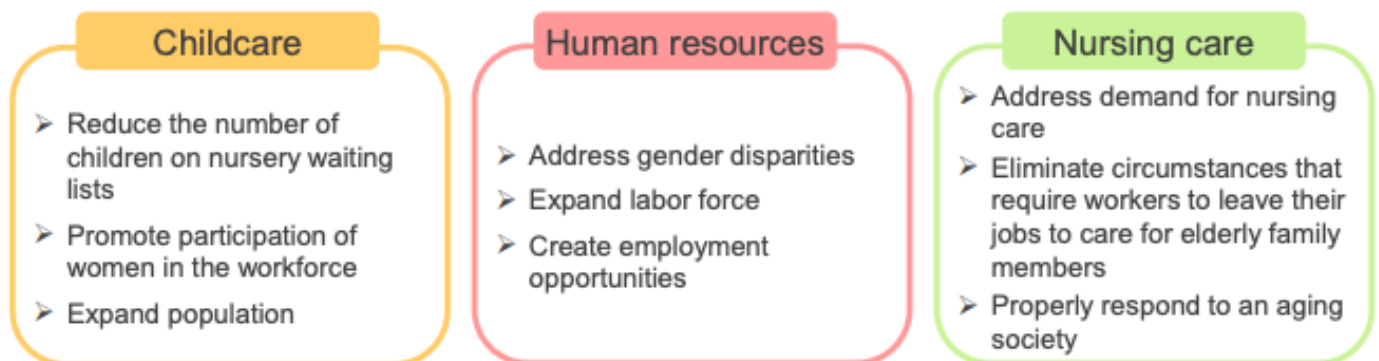 Childcare
➢ Reduce the number of
children on nursery waiting
lists
➢ Promote participation of
women in the workforce
➢ Expand population
Human resources
➢ Address gender disparities
➢ Expand labor force
➢ Create employment
opportunities
Nursing care
➢ Address demand for nursing
care
➢ Eliminate circumstances that
require workers to leave their
jobs to care for elderly family
members
➢ Properly respond to an aging
society